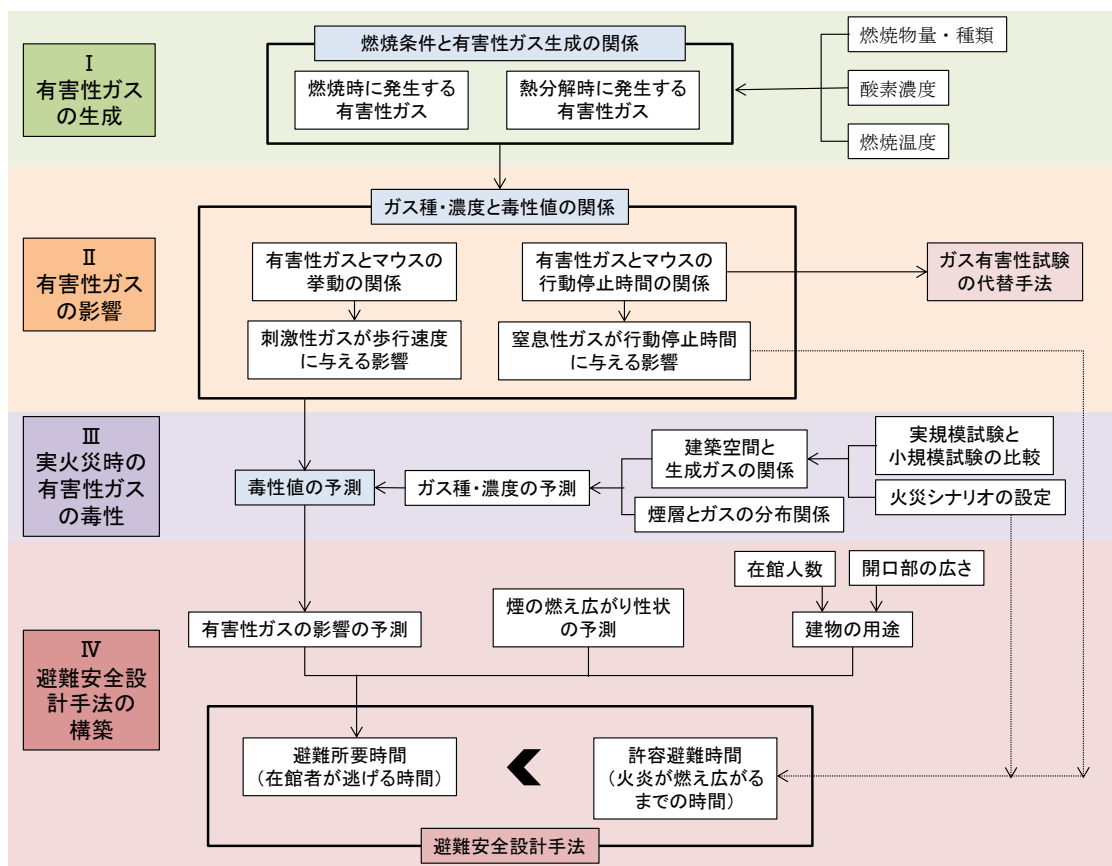 Ⅰ
有害性ガス
の生成
燃焼条件と有害性ガス生成の関係
燃焼時に発生する
有害性ガス
熱分解時に発生する
有害性ガス
燃焼物量・種類
酸素濃度
燃焼温度
Ⅱ
有害性ガス
の影響
ガス種・濃度と毒性値の関係
有害性ガスとマウスの
挙動の関係
有害性ガスとマウスの
行動停止時間の関係
刺激性ガスが歩行速度
に与える影響
窒息性ガスが行動停止時間
に与える影響
ガス有害性試験
の代替手法
Ⅲ
実火災時の
有害性ガス
の毒性
毒性値の予測
ガス種・濃度の予測
建築空間と
生成ガスの関係
煙層とガスの分布関係
実規模試験と
小規模試験の比較
火災シナリオの設定
Ⅳ
避難安全設
計手法の
構築
在館人数
開口部の広さ
有害性ガスの影響の予測
煙の燃え広がり性状
の予測
建物の用途
避難所要時間
（在館者が逃げる時間）
<
許容避難時間
（火炎が燃え広がる
までの時間）
避難安全設計手法